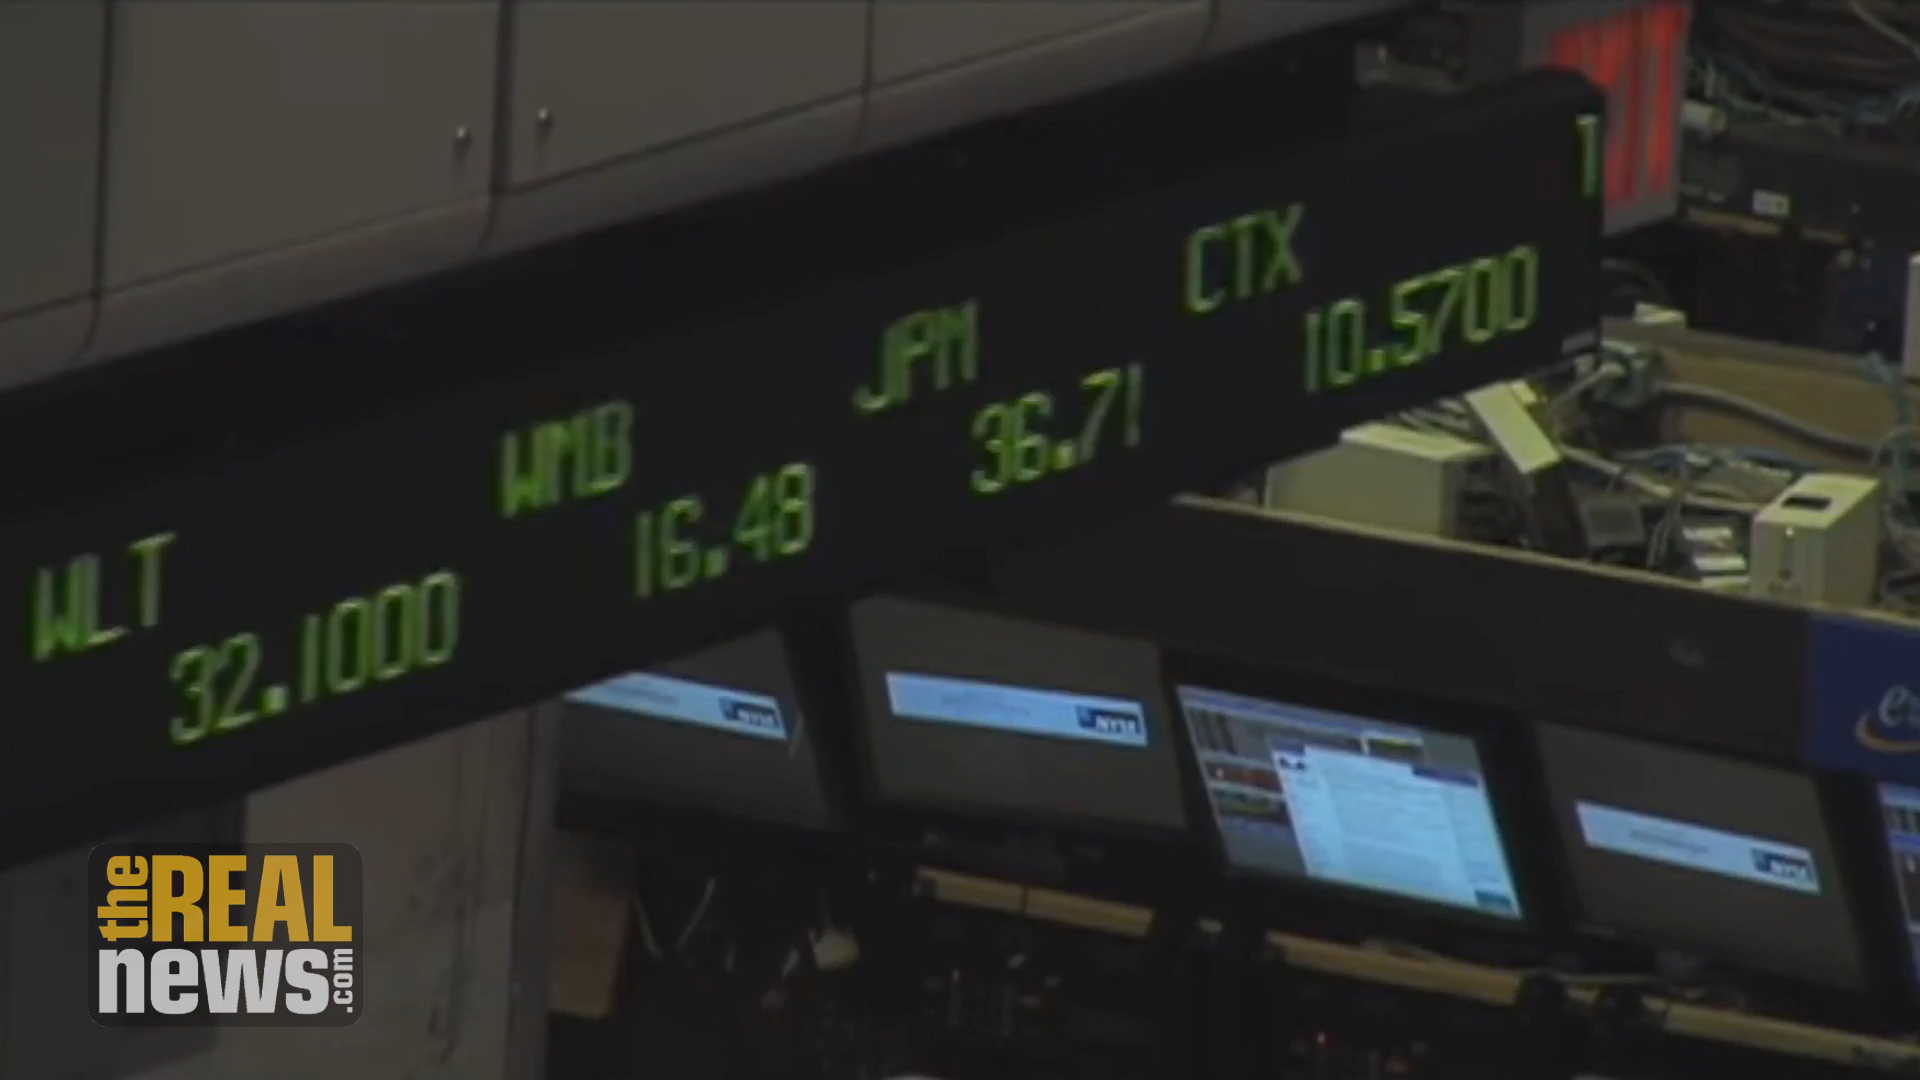 WLT
32.1000
WMB
16.48
JPM
36.71
CTX
10.5700
the
REAL
news.com